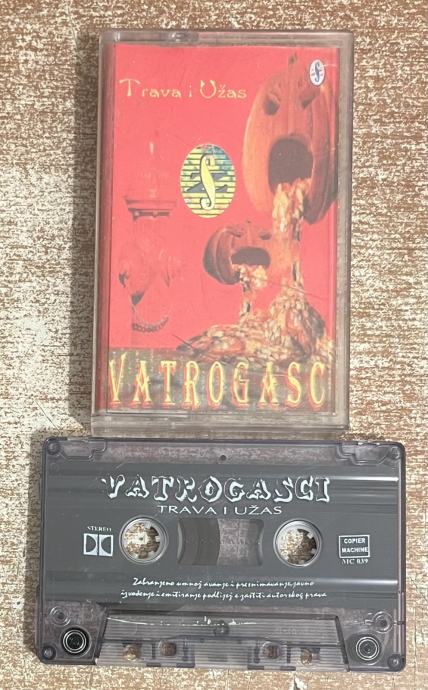 Trava i Užas
VATROGASC
VATROGASCI
TRAVA I UŽAS
STEREO
COPIER
MACHINE
MC 039
Zabranjeno umnožavanje i presnimavanje, javno
izvođenje i emitiranje podliježe zaštiti autorskog prava